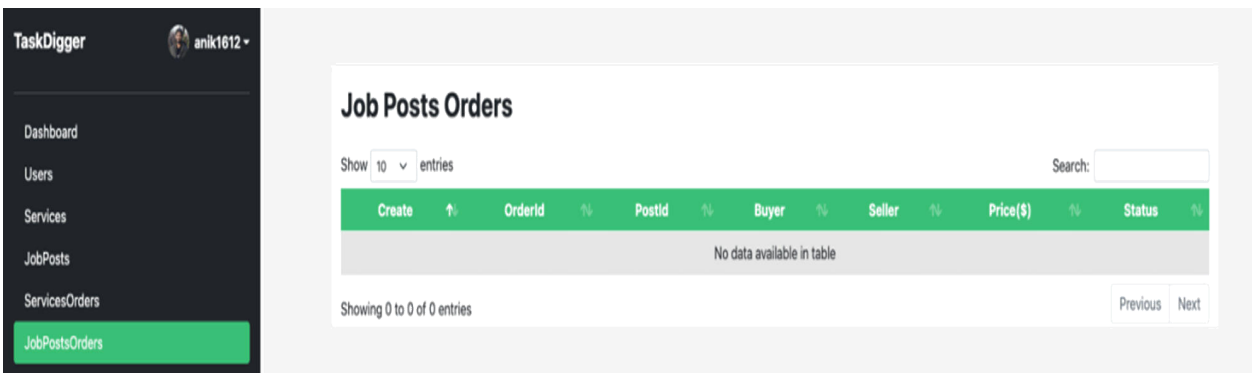 TaskDigger
anik1612
Dashboard
Users
Services
JobPosts
ServicesOrders
JobPostsOrders
Job Posts Orders
Show 10 entries
Search:
Create OrderId PostId Buyer Seller Price($) Status
No data available in table
Showing 0 to 0 of 0 entries
Previous Next